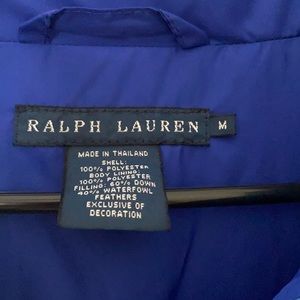 RALPH LAUREN M
MADE IN THAILAND
SHELL:
100% POLYESTER
BODY LINING:
100% POLYESTER
FILLING: 60% DOWN
40% WATERFOWL
FEATHERS
EXCLUSIVE OF
DECORATION